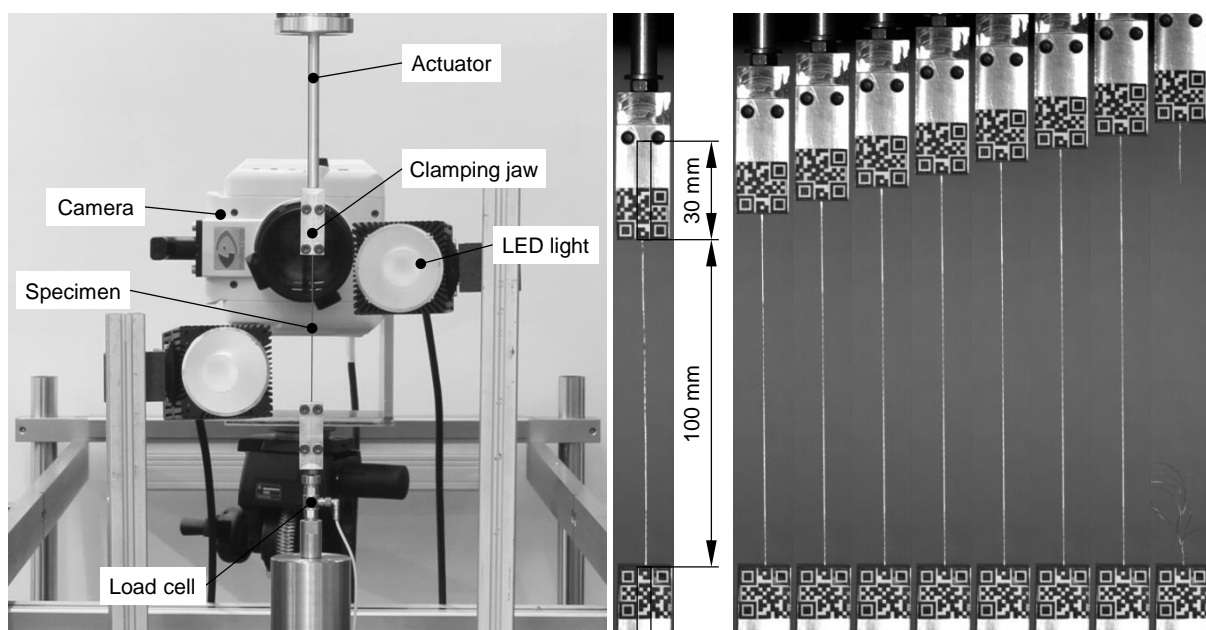 Actuator
Clamping jaw
Camera
LED light
Specimen
Load cell
30 mm
100 mm